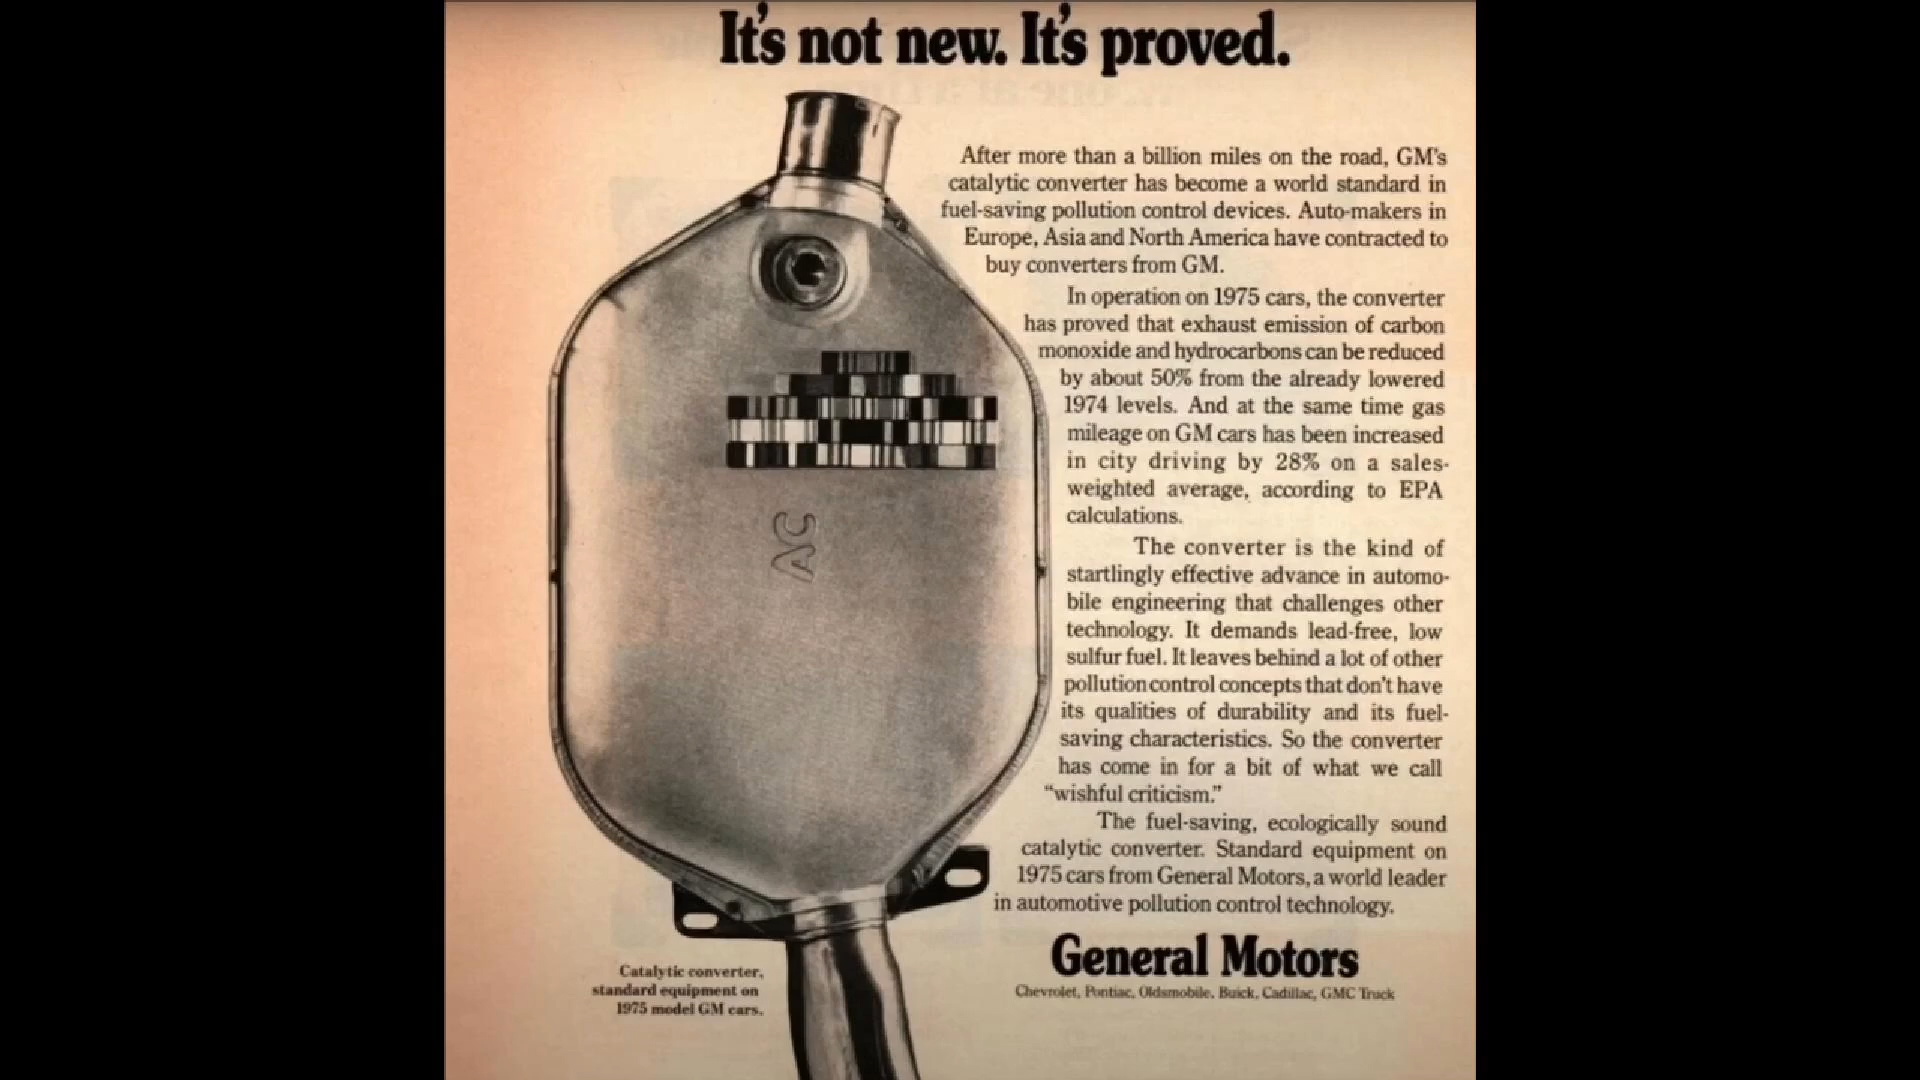 It's not new. It's proved.
After more than a billion miles on the road, GM's
catalytic converter has become a world standard in
fuel-saving pollution control devices. Auto-makers in
Europe, Asia and North America have contracted to
buy converters from GM.
In operation on 1975 cars, the converter
has proved that exhaust emission of carbon
monoxide and hydrocarbons can be reduced
by about 50% from the already lowered
1974 levels. And at the same time gas
mileage on GM cars has been increased
in city driving by 28% on a sales-
weighted average, according to EPA
calculations.
The converter is the kind of
startlingly effective advance in automo-
bile engineering that challenges other
technology. It demands lead-free, low
sulfur fuel. It leaves behind a lot of other
pollution control concepts that don't have
its qualities of durability and its fuel-
saving characteristics. So the converter
has come in for a bit of what we call
"wishful criticism."
The fuel-saving, ecologically sound
catalytic converter. Standard equipment on
1975 cars from General Motors, a world leader
in automotive pollution control technology.
General Motors
Chevrolet, Pontiac, Oldsmobile, Buick, Cadillac, GMC Truck
AC
Catalytic converter,
standard equipment on
1975 model GM cars.